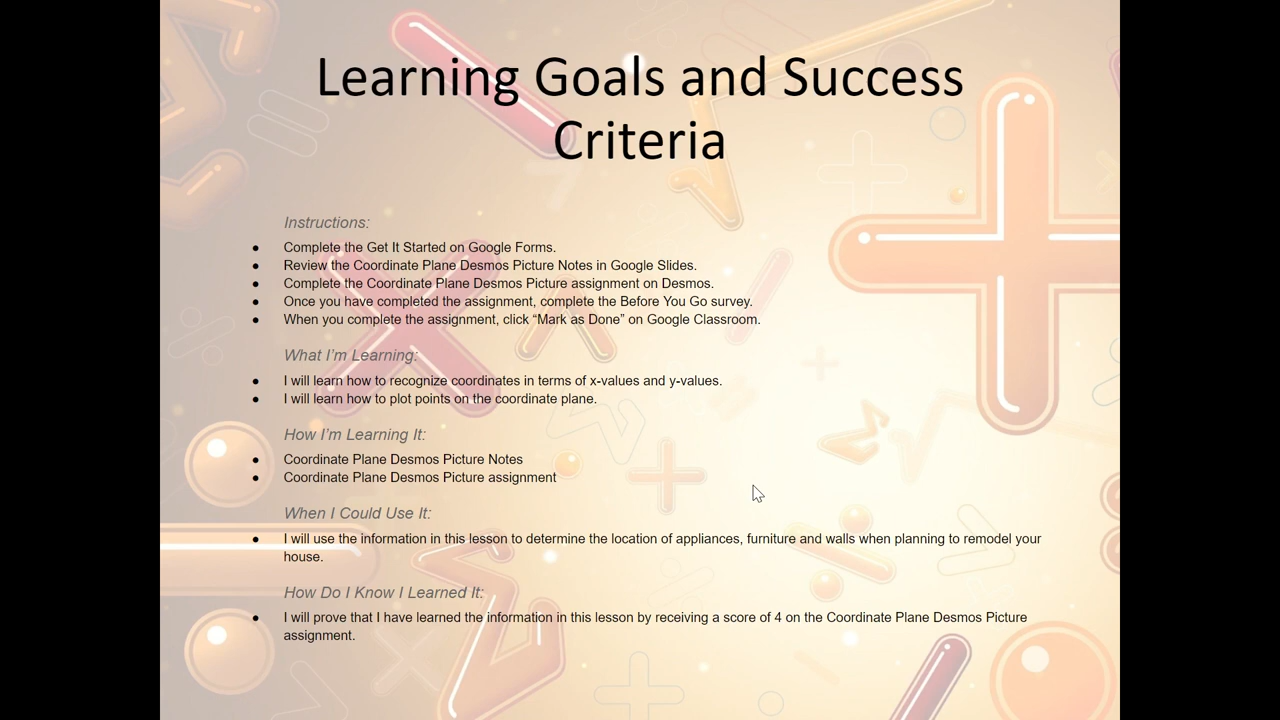 Learning Goals and Success
Criteria
Instructions:
● Complete the Get It Started on Google Forms.
● Review the Coordinate Plane Desmos Picture Notes in Google Slides.
● Complete the Coordinate Plane Desmos Picture assignment on Desmos.
● Once you have completed the assignment, complete the Before You Go survey.
● When you complete the assignment, click “Mark as Done” on Google Classroom.
What I’m Learning:
● I will learn how to recognize coordinates in terms of x-values and y-values.
● I will learn how to plot points on the coordinate plane.
How I’m Learning It:
● Coordinate Plane Desmos Picture Notes
● Coordinate Plane Desmos Picture assignment
When I Could Use It:
● I will use the information in this lesson to determine the location of appliances, furniture and walls when planning to remodel your
house.
How Do I Know I Learned It:
● I will prove that I have learned the information in this lesson by receiving a score of 4 on the Coordinate Plane Desmos Picture
assignment.